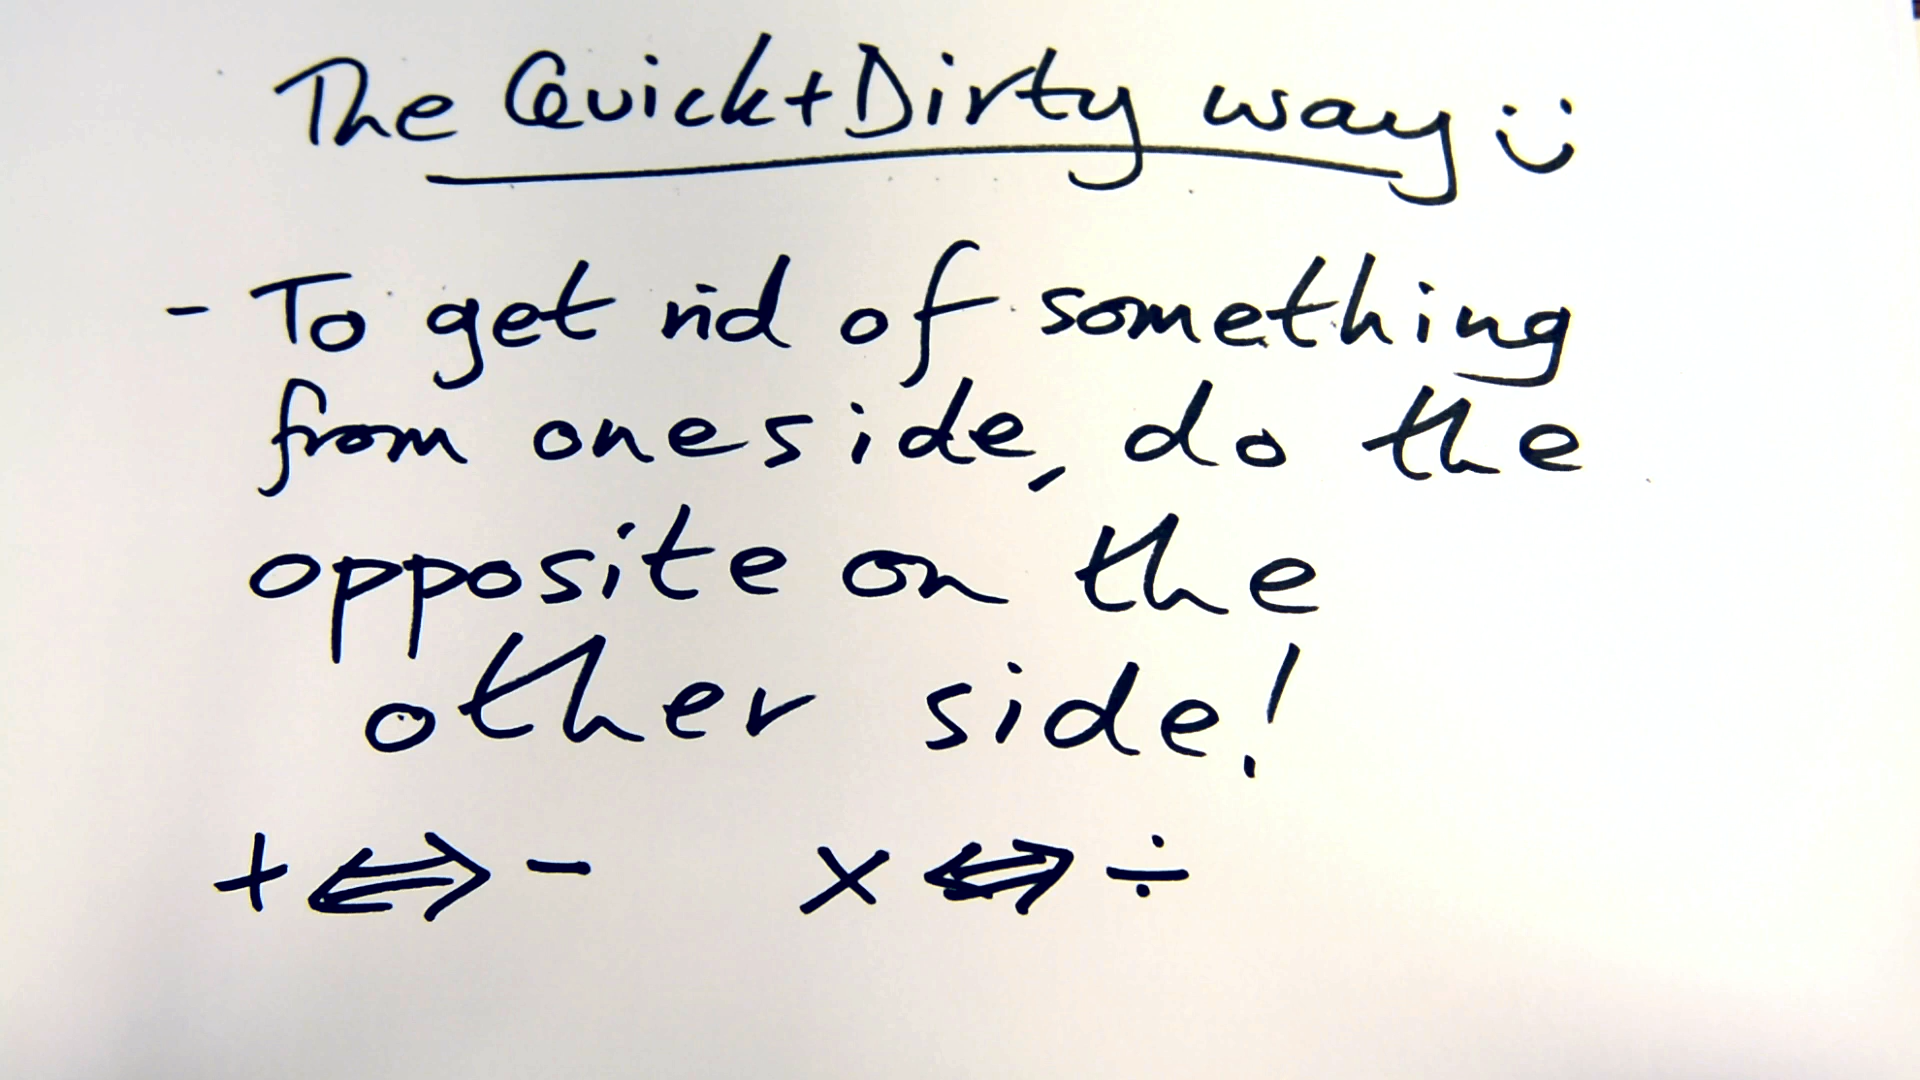 The Quick+Dirty way ü
- To get rid of something
from oneside, do the
opposite on the
other side!
+ ⇔ - × ⇔ ÷